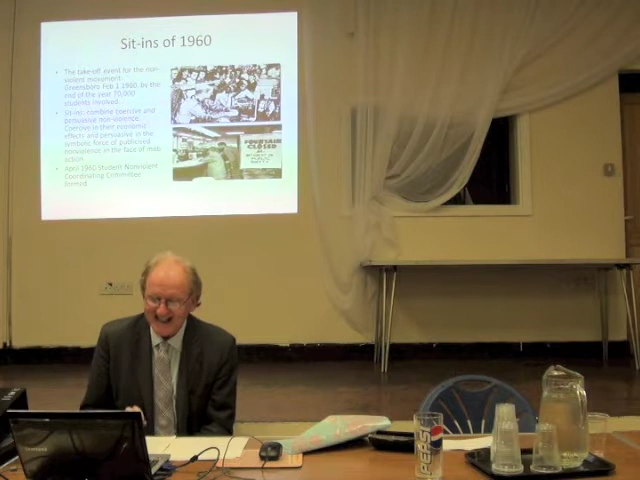 Sit-ins of 1960
• The take-off event for the non-
violent movement-
Greensboro Feb 1 1960, by the
end of the year 70,000
students involved.
• Sit-ins: combine coercive and
persuasive non-violence.
Coercive in their economic
effects and persuasive in the
symbolic force of publicised
nonviolence in the face of mob
action
• April 1960 Student Nonviolent
Coordinating Committee
formed
FOUNTAIN
CLOSED
SAMSUNG
PEPSI